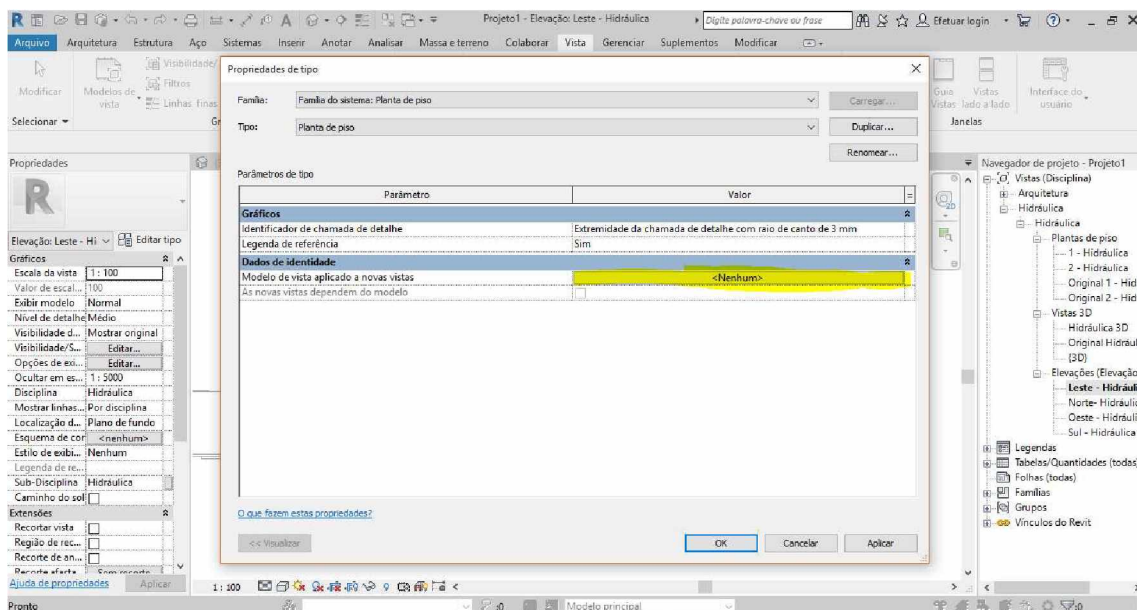 Projeto1 - Elevação: Leste - Hidráulica
Digite palavra-chave ou frase
Efetuar login
Arquivo Arquitetura Estrutura Aço Sistemas Inserir Anotar Analisar Massa e terreno Colaborar Vista Gerenciar Suplementos Modificar
Modificar
Modelos de vista
Visibilidade/
Filtros
Linhas finas
Guia
Vistas
Vistas lado a lado
Interface do usuário
Selecionar
Gr
Janelas
Propriedades de tipo
Família: Família do sistema: Planta de piso Carregar...
Tipo: Planta de piso Duplicar...
Renomear...
Parâmetros de tipo
Parâmetro Valor =
Gráficos
Identificador de chamada de detalhe Extremidade da chamada de detalhe com raio de canto de 3 mm
Legenda de referência Sim
Dados de identidade
Modelo de vista aplicado a novas vistas <Nenhum>
As novas vistas dependem do modelo
O que fazem estas propriedades?
<< Visualizar OK Cancelar Aplicar
Propriedades
R
Elevação: Leste - Hi Editar tipo
Gráficos
Escala da vista 1 : 100
Valor de escal... 100
Exibir modelo Normal
Nível de detalhe Médio
Visibilidade d... Mostrar original
Visibilidade/S... Editar...
Opções de exi... Editar...
Ocultar em es... 1 : 5000
Disciplina Hidráulica
Mostrar linhas... Por disciplina
Localização d... Plano de fundo
Esquema de cor <nenhum>
Estilo de exibi... Nenhum
Legenda de re...
Sub-Disciplina Hidráulica
Caminho do sol
Extensões
Recortar vista
Região de rec...
Recorte de an...
Recorte afasta Sem recorte
Ajuda de propriedades Aplicar
Navegador de projeto - Projeto1
Vistas (Disciplina)
Arquitetura
Hidráulica
Hidráulica
Plantas de piso
1 - Hidráulica
2 - Hidráulica
Original 1 - Hid
Original 2 - Hid
Vistas 3D
Hidráulica 3D
Original Hidrául
{3D}
Elevações (Elevação
Leste - Hidrául
Norte- Hidráulic
Oeste - Hidrául
Sul - Hidráulica
Legendas
Tabelas/Quantidades (todas)
Folhas (todas)
Famílias
Grupos
Vínculos do Revit
1 : 100
Pronto
:0
Modelo principal
:0